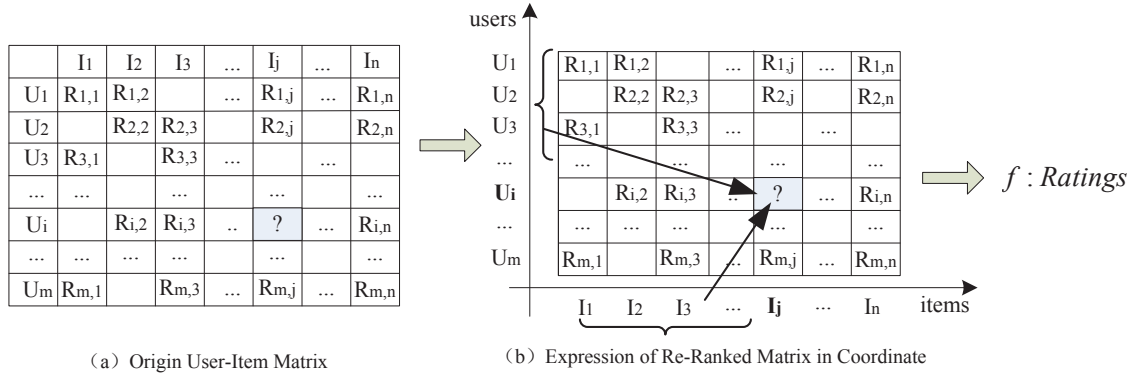 I1 I2 I3 ... Ij ... In
U1 R1,1 R1,2 ... R1,j ... R1,n
U2 R2,2 R2,3 ... R2,j ... R2,n
U3 R3,1 R3,3 ... ...
... ... ... ... ...
Ui Ri,2 Ri,3 .. ? ... Ri,n
... ... ... ... ... ...
Um Rm,1 Rm,3 ... Rm,j ... Rm,n
(a) Origin User-Item Matrix
users
U1 R1,1 R1,2 ... R1,j ... R1,n
U2 R2,2 R2,3 ... R2,j ... R2,n
U3 R3,1 R3,3 ... ...
... ... ... ... ...
Ui Ri,2 Ri,3 .. ? ... Ri,n
... ... ... ... ... ...
Um Rm,1 Rm,3 ... Rm,j ... Rm,n
I1 I2 I3 ... Ij ... In items
(b) Expression of Re-Ranked Matrix in Coordinate
f : Ratings